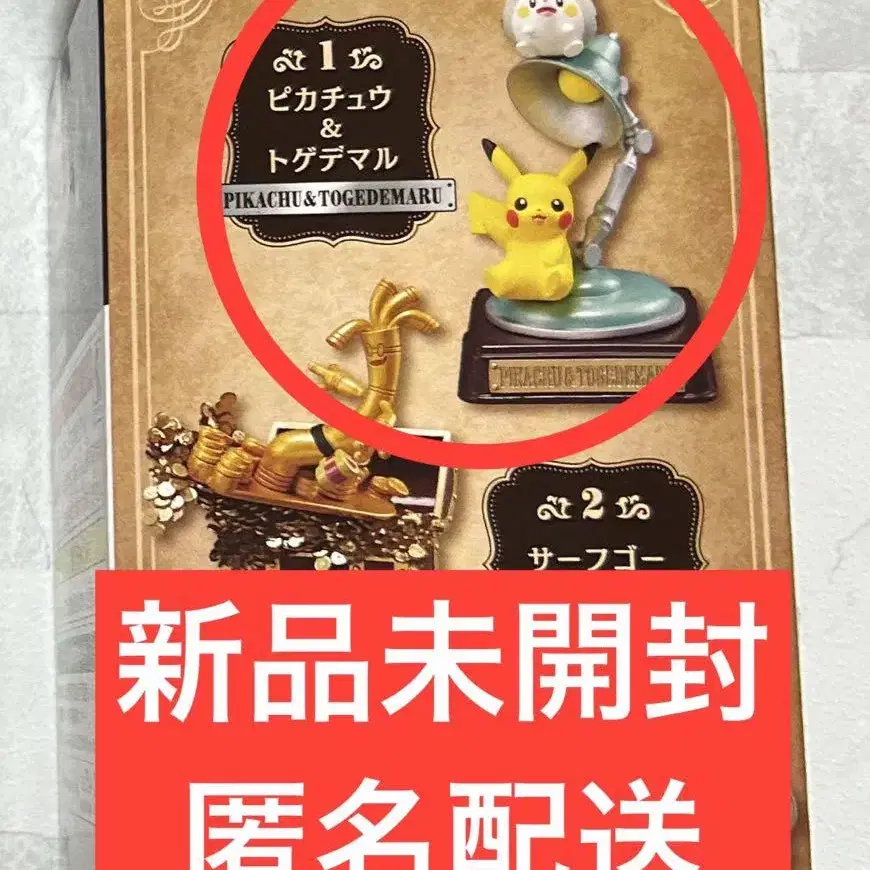 1
ピカチュウ
&
トゲデマル
PIKACHU&TOGEDEMARU
PIKACHU & TOGEDEMARU
2
サーフゴー
新品未開封
匿名配送